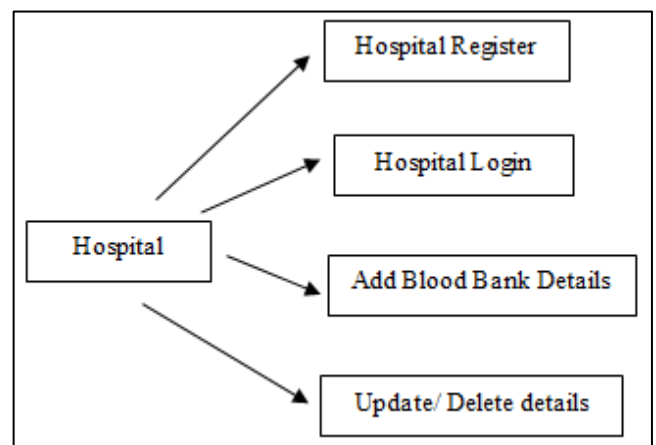 Hospital Register
Hospital Login
Hospital
Add Blood Bank Details
Update/ Delete details